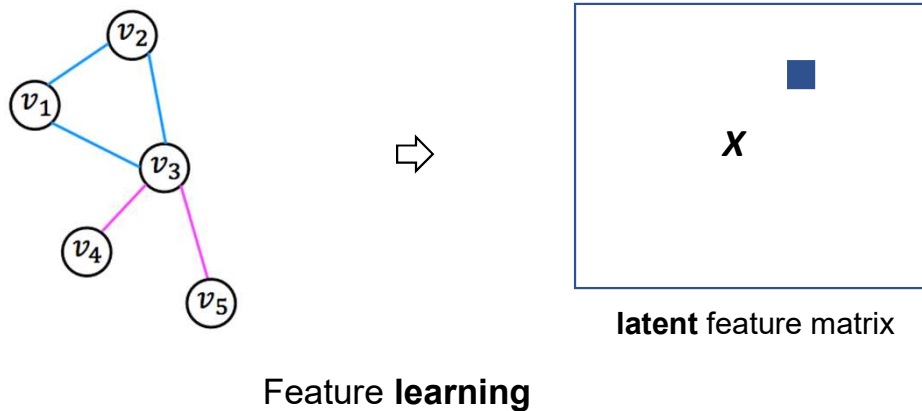 v₂
v₁
v₃
v₄
v₅
X
latent feature matrix
Feature learning